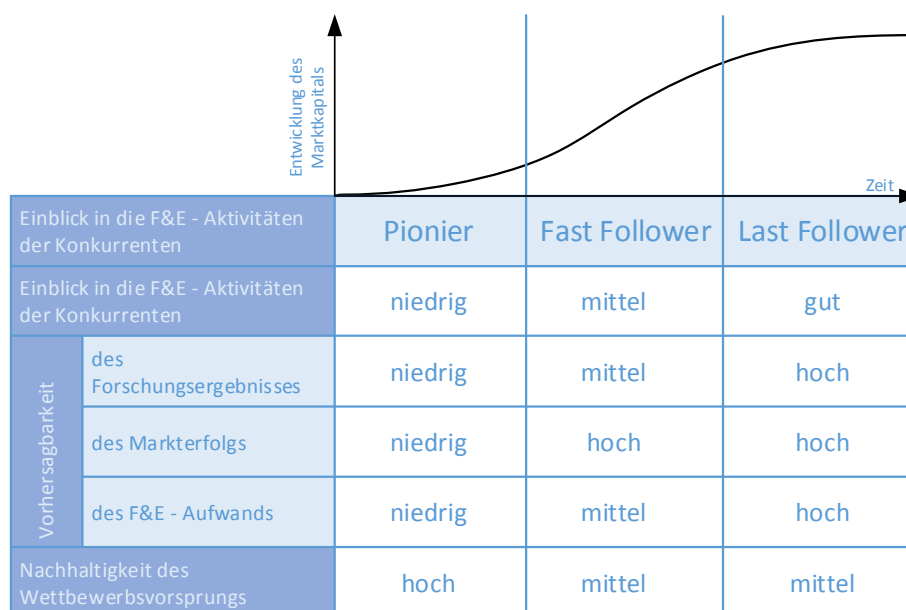 Entwicklung des
Marktkapitals
Zeit
Einblick in die F&E - Aktivitäten
der Konkurrenten
Pionier
Fast Follower
Last Follower
Einblick in die F&E - Aktivitäten
der Konkurrenten
niedrig
mittel
gut
Vorhersagbarkeit
des
Forschungsergebnisses
niedrig
mittel
hoch
des Markterfolgs
niedrig
hoch
hoch
des F&E - Aufwands
niedrig
mittel
hoch
Nachhaltigkeit des
Wettbewerbsvorsprungs
hoch
mittel
mittel